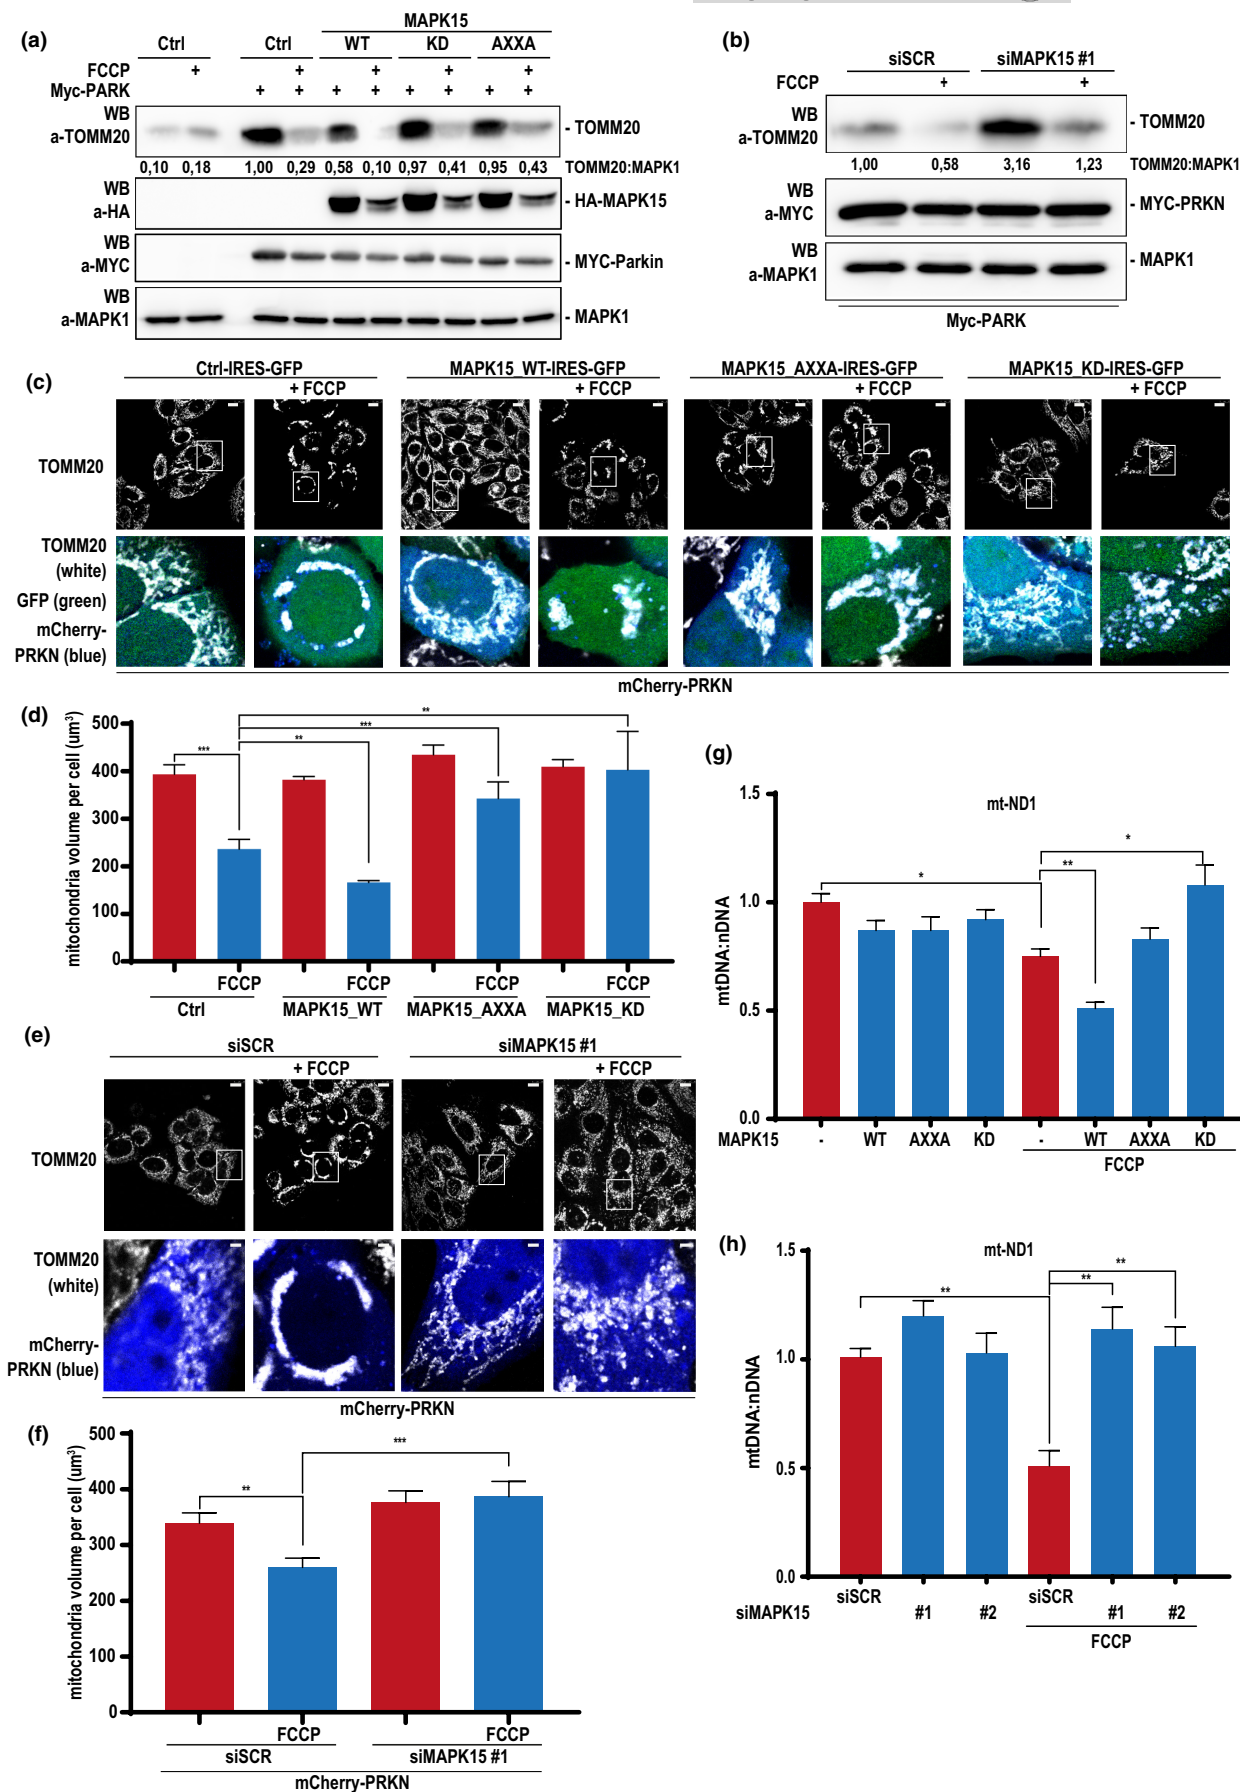 (a)
MAPK15
Ctrl Ctrl WT KD AXXA
FCCP + + + + +
Myc-PARK + + + + + + + +
WB
a-TOMM20
- TOMM20
0,10 0,18 1,00 0,29 0,58 0,10 0,97 0,41 0,95 0,43 TOMM20:MAPK1
WB
a-HA
- HA-MAPK15
WB
a-MYC
- MYC-Parkin
WB
a-MAPK1
- MAPK1
(b)
siSCR siMAPK15 #1
FCCP + +
WB
a-TOMM20
- TOMM20
1,00 0,58 3,16 1,23 TOMM20:MAPK1
WB
a-MYC
- MYC-PRKN
WB
a-MAPK1
- MAPK1
Myc-PARK
(c)
Ctrl-IRES-GFP MAPK15_WT-IRES-GFP MAPK15_AXXA-IRES-GFP MAPK15_KD-IRES-GFP
+ FCCP + FCCP + FCCP + FCCP
TOMM20
TOMM20
(white)
GFP (green)
mCherry-
PRKN (blue)
mCherry-PRKN
(d)
mitochondria volume per cell (um³)
500
400
300
200
100
0
*** ** *** **
FCCP FCCP FCCP FCCP
Ctrl MAPK15_WT MAPK15_AXXA MAPK15_KD
(e)
siSCR siMAPK15 #1
+ FCCP + FCCP
TOMM20
TOMM20
(white)
mCherry-
PRKN (blue)
mCherry-PRKN
(f)
mitochondria volume per cell (um³)
500
400
300
200
100
0
** ***
FCCP FCCP
siSCR siMAPK15 #1
mCherry-PRKN
(g)
mt-ND1
mtDNA:nDNA
1.5
1.0
0.5
0.0
* ** *
MAPK15 - WT AXXA KD - WT AXXA KD
FCCP
(h)
mt-ND1
mtDNA:nDNA
1.5
1.0
0.5
0.0
** ** **
siSCR siSCR
siMAPK15 #1 #2 #1 #2
FCCP